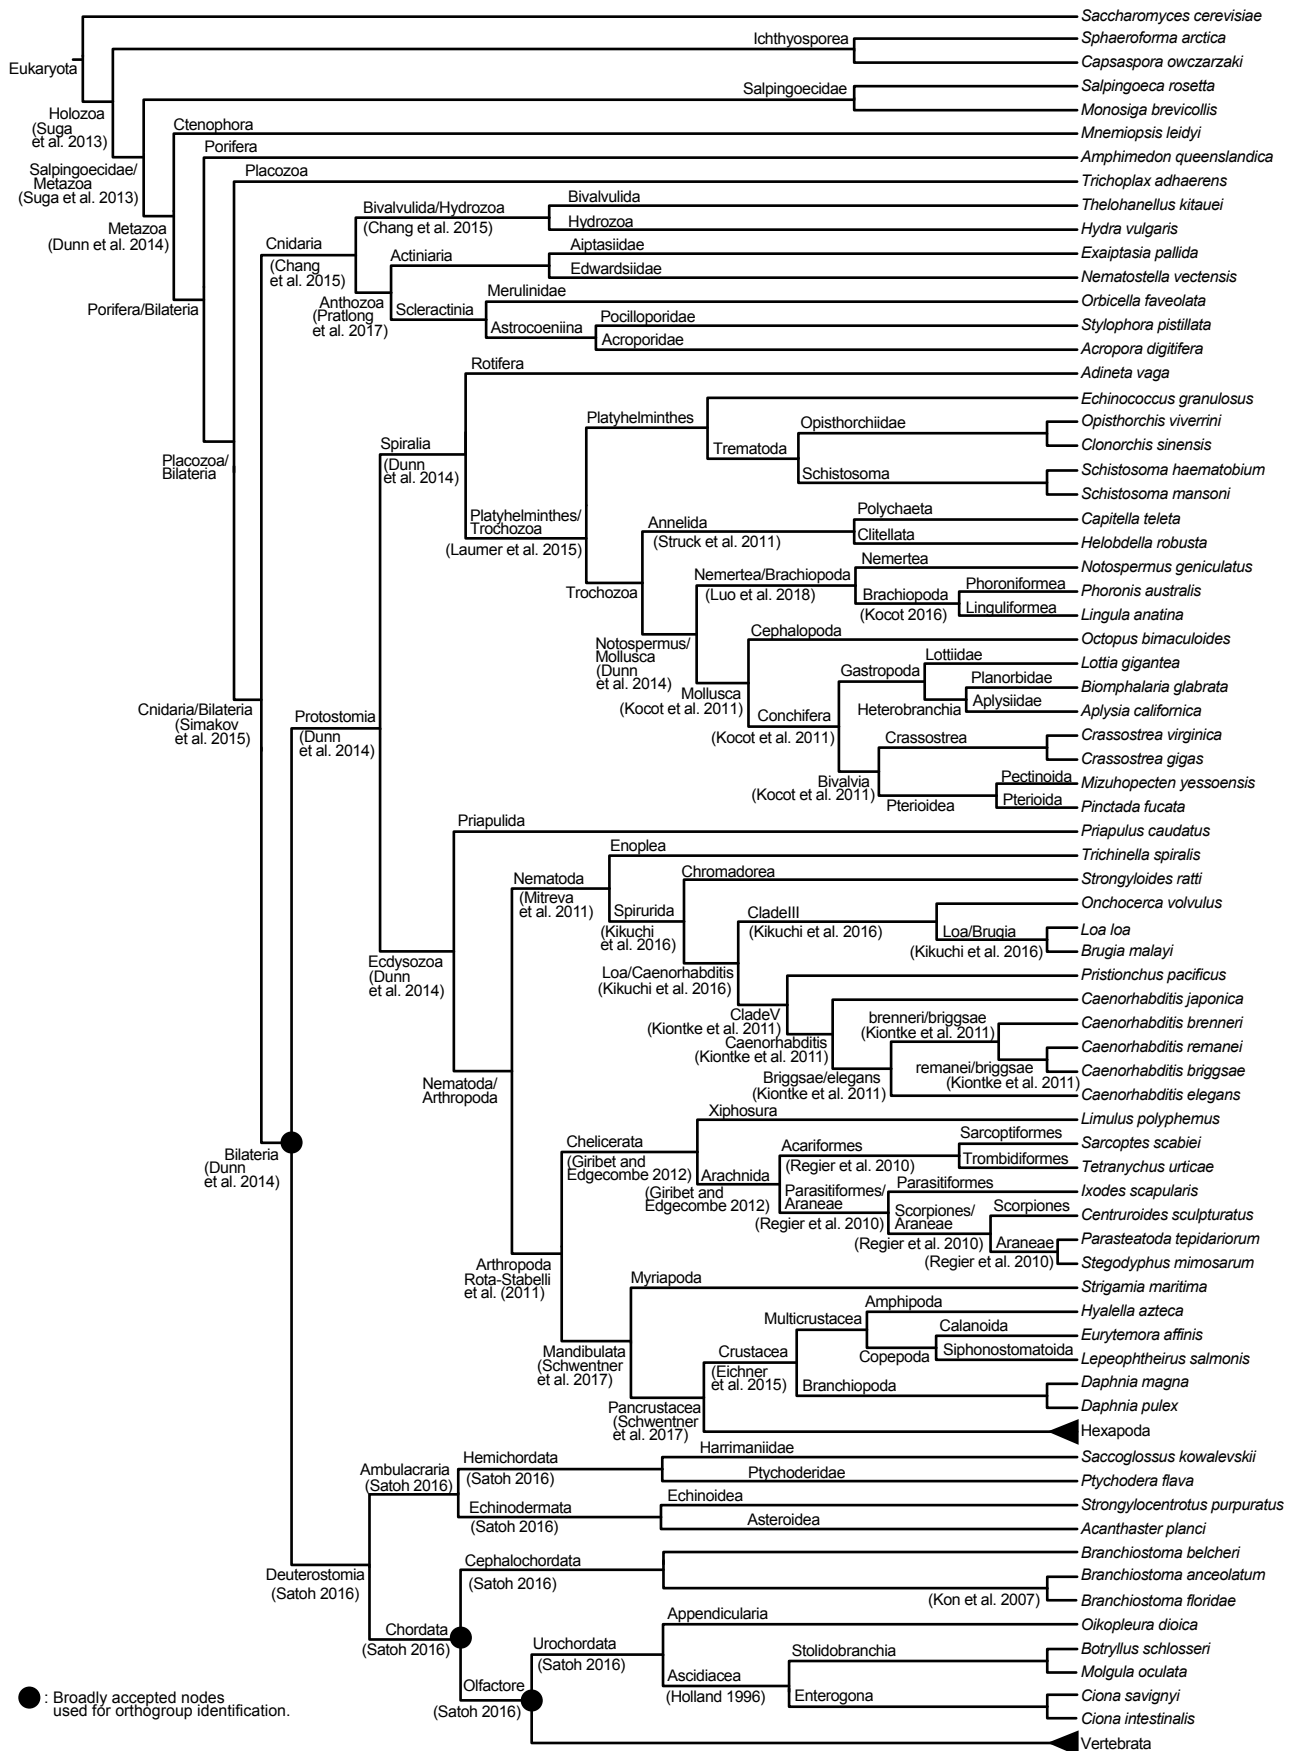 Saccharomyces cerevisiae
Ichthyosporea
Sphaeroforma arctica
Capsaspora owczarzaki
Eukaryota
Salpingoecidae
Salpingoeca rosetta
Monosiga brevicollis
Holozoa
(Suga
et al. 2013)
Ctenophora
Mnemiopsis leidyi
Porifera
Amphimedon queenslandica
Salpingoecidae/
Metazoa
(Suga et al. 2013)
Placozoa
Trichoplax adhaerens
Metazoa
(Dunn et al. 2014)
Bivalvulida/Hydrozoa
(Chang et al. 2015)
Bivalvulida
Thelohanellus kitauei
Hydrozoa
Hydra vulgaris
Cnidaria
(Chang
et al. 2015)
Actiniaria
Aiptasiidae
Exaiptasia pallida
Edwardsiidae
Nematostella vectensis
Porifera/Bilateria
Anthozoa
(Pratlong
et al. 2017)
Scleractinia
Merulinidae
Orbicella faveolata
Astrocoeniina
Pocilloporidae
Stylophora pistillata
Acroporidae
Acropora digitifera
Rotifera
Adineta vaga
Platyhelminthes
Echinococcus granulosus
Opisthorchiidae
Opisthorchis viverrini
Clonorchis sinensis
Trematoda
Schistosoma
Schistosoma haematobium
Schistosoma mansoni
Placozoa/
Bilateria
Spiralia
(Dunn
et al. 2014)
Platyhelminthes/
Trochozoa
(Laumer et al. 2015)
Annelida
(Struck et al. 2011)
Polychaeta
Capitella teleta
Clitellata
Helobdella robusta
Trochozoa
Nemertea/Brachiopoda
(Luo et al. 2018)
Nemertea
Notospermus geniculatus
Brachiopoda
(Kocot 2016)
Phoroniformea
Phoronis australis
Linguliformea
Lingula anatina
Notospermus/
Mollusca
(Dunn
et al. 2014)
Cephalopoda
Octopus bimaculoides
Mollusca
(Kocot et al. 2011)
Gastropoda
Lottiidae
Lottia gigantea
Planorbidae
Biomphalaria glabrata
Heterobranchia
Aplysiidae
Aplysia californica
Conchifera
(Kocot et al. 2011)
Crassostrea
Crassostrea virginica
Crassostrea gigas
Bivalvia
(Kocot et al. 2011)
Pterioidea
Pectinoida
Mizuhopecten yessoensis
Pterioida
Pinctada fucata
Cnidaria/Bilateria
(Simakov
et al. 2015)
Protostomia
(Dunn
et al. 2014)
Priapulida
Priapulus caudatus
Enoplea
Trichinella spiralis
Nematoda
(Mitreva
et al. 2011)
Chromadorea
Strongyloides ratti
Spirurida
(Kikuchi
et al. 2016)
CladeIII
(Kikuchi et al. 2016)
Onchocerca volvulus
Loa/Brugia
(Kikuchi et al. 2016)
Loa loa
Brugia malayi
Ecdysozoa
(Dunn
et al. 2014)
Loa/Caenorhabditis
(Kikuchi et al. 2016)
Pristionchus pacificus
CladeV
(Kiontke et al. 2011)
Caenorhabditis japonica
Caenorhabditis
(Kiontke et al. 2011)
brenneri/briggsae
(Kiontke et al. 2011)
Caenorhabditis brenneri
Caenorhabditis remanei
remanei/briggsae
(Kiontke et al. 2011)
Caenorhabditis briggsae
Briggsae/elegans
(Kiontke et al. 2011)
Caenorhabditis elegans
Nematoda/
Arthropoda
Xiphosura
Limulus polyphemus
Chelicerata
(Giribet and
Edgecombe 2012)
Arachnida
(Giribet and
Edgecombe 2012)
Acariformes
(Regier et al. 2010)
Sarcoptiformes
Sarcoptes scabiei
Trombidiformes
Tetranychus urticae
Parasitiformes/
Araneae
(Regier et al. 2010)
Parasitiformes
Ixodes scapularis
Scorpiones/
Araneae
(Regier et al. 2010)
Scorpiones
Centruroides sculpturatus
Araneae
(Regier et al. 2010)
Parasteatoda tepidariorum
Stegodyphus mimosarum
Bilateria
(Dunn
et al. 2014)
Arthropoda
Rota-Stabelli
et al. (2011)
Myriapoda
Strigamia maritima
Mandibulata
(Schwentner
et al. 2017)
Multicrustacea
Amphipoda
Hyalella azteca
Copepoda
Calanoida
Eurytemora affinis
Siphonostomatoida
Lepeophtheirus salmonis
Crustacea
(Eichner
et al. 2015)
Branchiopoda
Daphnia magna
Daphnia pulex
Pancrustacea
(Schwentner
et al. 2017)
Hexapoda
Ambulacraria
(Satoh 2016)
Hemichordata
(Satoh 2016)
Harrimaniidae
Saccoglossus kowalevskii
Ptychoderidae
Ptychodera flava
Echinodermata
(Satoh 2016)
Echinoidea
Strongylocentrotus purpuratus
Asteroidea
Acanthaster planci
Deuterostomia
(Satoh 2016)
Cephalochordata
(Satoh 2016)
Branchiostoma belcheri
(Kon et al. 2007)
Branchiostoma anceolatum
Branchiostoma floridae
Chordata
(Satoh 2016)
Urochordata
(Satoh 2016)
Appendicularia
Oikopleura dioica
Ascidiacea
(Holland 1996)
Stolidobranchia
Botryllus schlosseri
Molgula oculata
Enterogona
Ciona savignyi
Ciona intestinalis
Olfactore
(Satoh 2016)
Vertebrata
: Broadly accepted nodes
used for orthogroup identification.